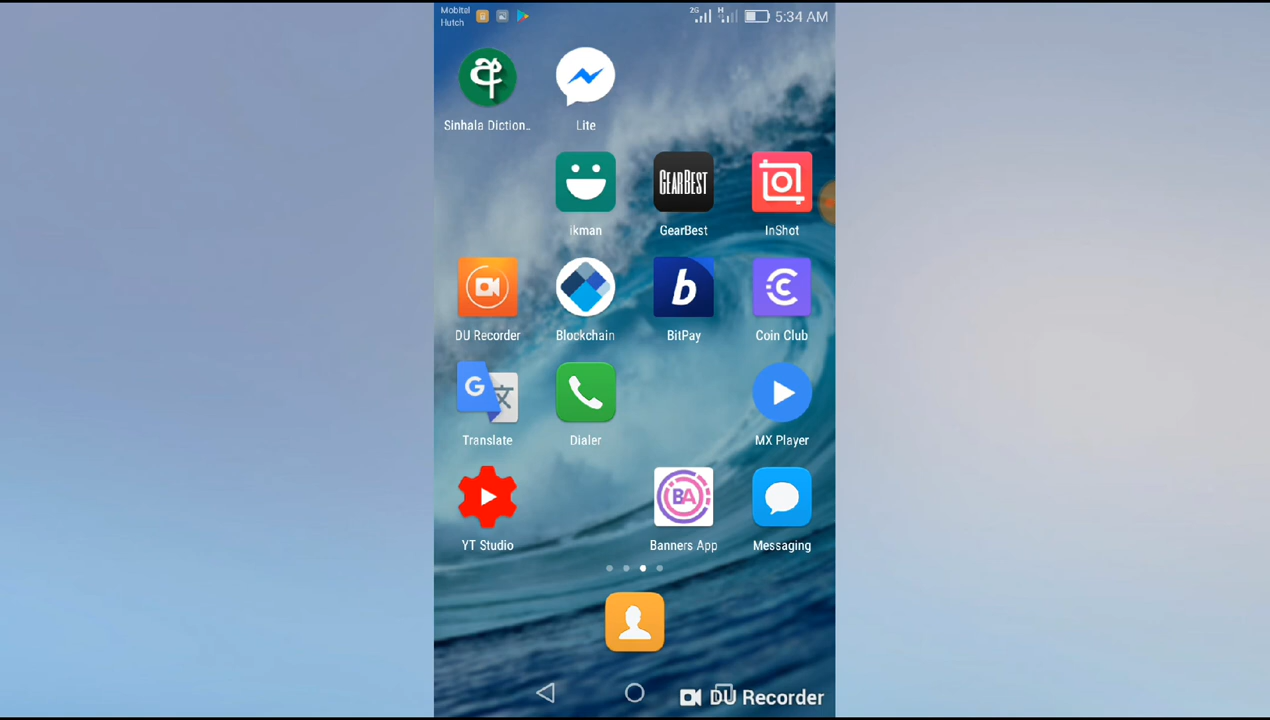 Mobitel
Hutch
2G
H
5:34 AM
අ
Sinhala Diction..
Lite
ikman
GEARBEST
GearBest
InShot
DU Recorder
Blockchain
b
BitPay
C
Coin Club
G
文
Translate
Dialer
MX Player
YT Studio
BA
Banners App
Messaging
DU Recorder